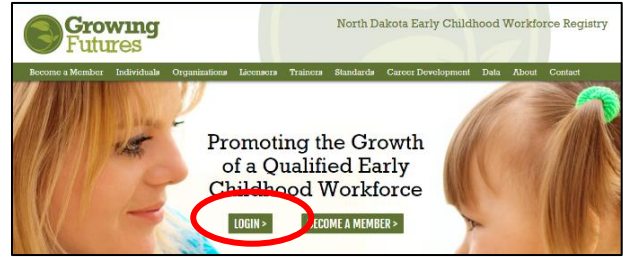 Growing
Futures
North Dakota Early Childhood Workforce Registry
Become a Member Individuals Organizations Licensors Trainers Standards Career Development Data About Contact
Promoting the Growth
of a Qualified Early
Childhood Workforce
LOGIN > BECOME A MEMBER >